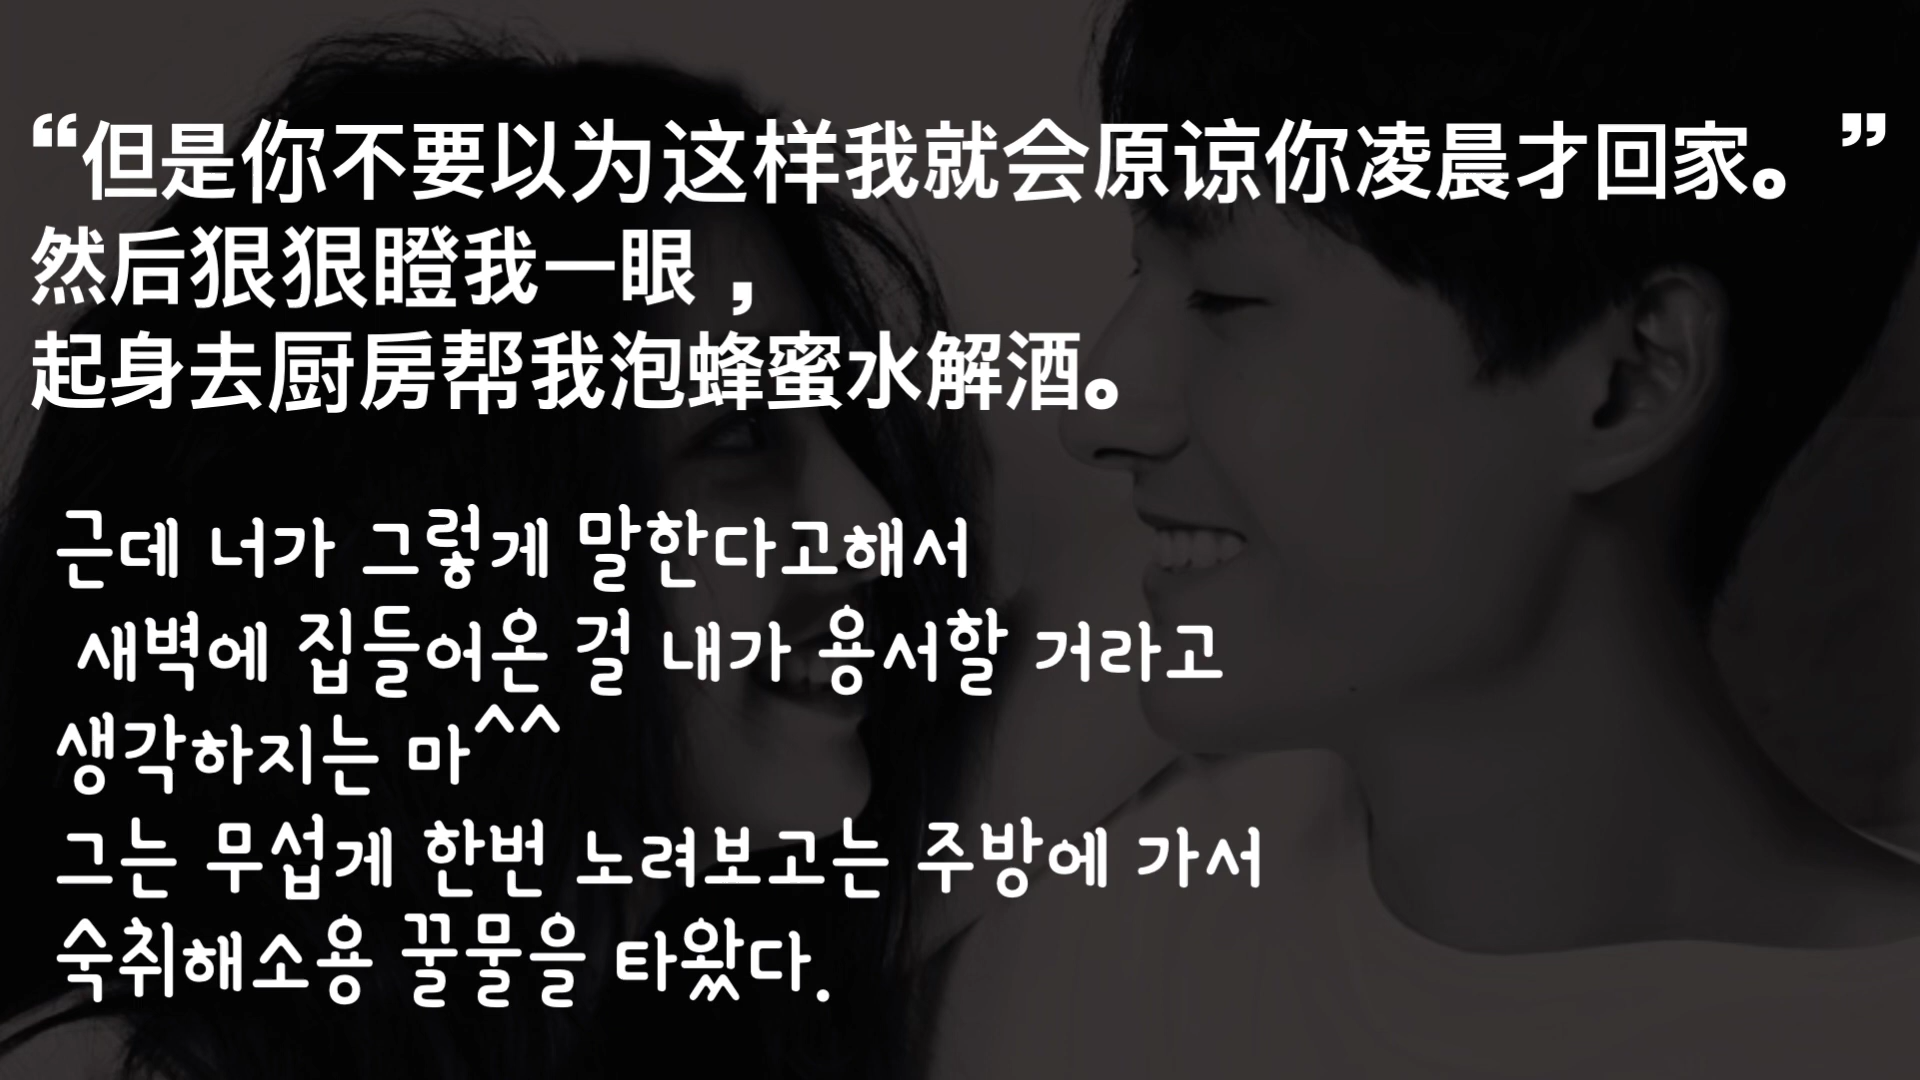 “但是你不要以为这样我就会原谅你凌晨才回家。”
然后狠狠瞪我一眼，
起身去厨房帮我泡蜂蜜水解酒。
근데 너가 그렇게 말한다고해서
새벽에 집들어온 걸 내가 용서할 거라고
생각하지는 마^^
그는 무섭게 한번 노려보고는 주방에 가서
숙취해소용 꿀물을 타왔다.